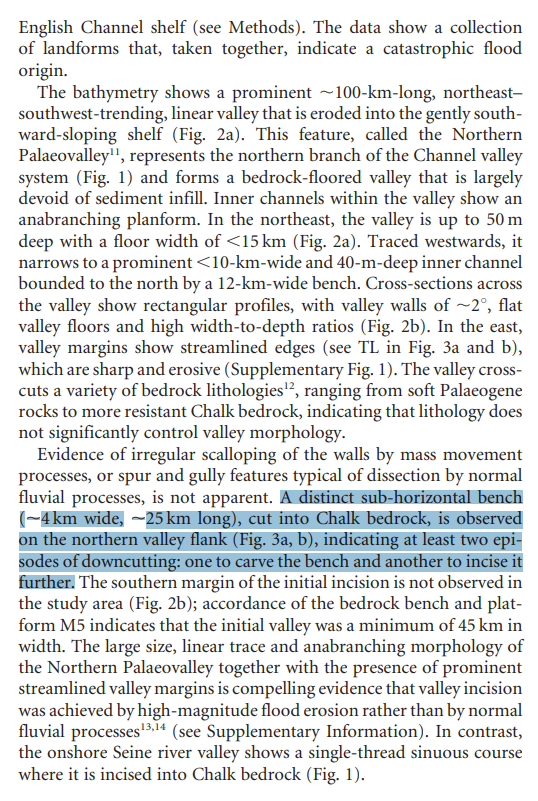 English Channel shelf (see Methods). The data show a collection
of landforms that, taken together, indicate a catastrophic flood
origin.
The bathymetry shows a prominent ~100-km-long, northeast–
southwest-trending, linear valley that is eroded into the gently south-
ward-sloping shelf (Fig. 2a). This feature, called the Northern
Palaeovalley11, represents the northern branch of the Channel valley
system (Fig. 1) and forms a bedrock-floored valley that is largely
devoid of sediment infill. Inner channels within the valley show an
anabranching planform. In the northeast, the valley is up to 50 m
deep with a floor width of <15 km (Fig. 2a). Traced westwards, it
narrows to a prominent <10-km-wide and 40-m-deep inner channel
bounded to the north by a 12-km-wide bench. Cross-sections across
the valley show rectangular profiles, with valley walls of ~2°, flat
valley floors and high width-to-depth ratios (Fig. 2b). In the east,
valley margins show streamlined edges (see TL in Fig. 3a and b),
which are sharp and erosive (Supplementary Fig. 1). The valley cross-
cuts a variety of bedrock lithologies12, ranging from soft Palaeogene
rocks to more resistant Chalk bedrock, indicating that lithology does
not significantly control valley morphology.
Evidence of irregular scalloping of the walls by mass movement
processes, or spur and gully features typical of dissection by normal
fluvial processes, is not apparent. A distinct sub-horizontal bench
(~4 km wide, ~25 km long), cut into Chalk bedrock, is observed
on the northern valley flank (Fig. 3a, b), indicating at least two epi-
sodes of downcutting: one to carve the bench and another to incise it
further. The southern margin of the initial incision is not observed in
the study area (Fig. 2b); accordance of the bedrock bench and plat-
form M5 indicates that the initial valley was a minimum of 45 km in
width. The large size, linear trace and anabranching morphology of
the Northern Palaeovalley together with the presence of prominent
streamlined valley margins is compelling evidence that valley incision
was achieved by high-magnitude flood erosion rather than by normal
fluvial processes13,14 (see Supplementary Information). In contrast,
the onshore Seine river valley shows a single-thread sinuous course
where it is incised into Chalk bedrock (Fig. 1).